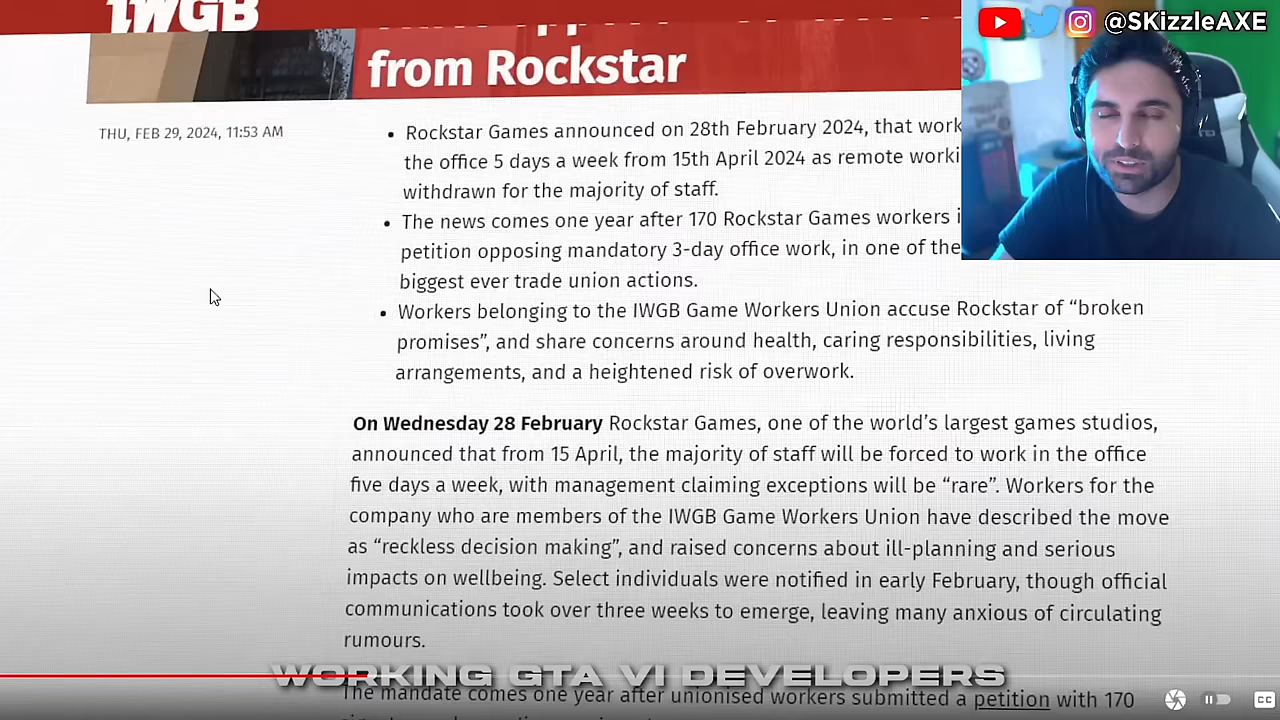 IWGB
@SKizzleAXE
from Rockstar
THU, FEB 29, 2024, 11:53 AM
• Rockstar Games announced on 28th February 2024, that work
the office 5 days a week from 15th April 2024 as remote worki
withdrawn for the majority of staff.
• The news comes one year after 170 Rockstar Games workers i
petition opposing mandatory 3-day office work, in one of the
biggest ever trade union actions.
• Workers belonging to the IWGB Game Workers Union accuse Rockstar of “broken
promises”, and share concerns around health, caring responsibilities, living
arrangements, and a heightened risk of overwork.
On Wednesday 28 February Rockstar Games, one of the world’s largest games studios,
announced that from 15 April, the majority of staff will be forced to work in the office
five days a week, with management claiming exceptions will be “rare”. Workers for the
company who are members of the IWGB Game Workers Union have described the move
as “reckless decision making”, and raised concerns about ill-planning and serious
impacts on wellbeing. Select individuals were notified in early February, though official
communications took over three weeks to emerge, leaving many anxious of circulating
rumours.
WORKING GTA VI DEVELOPERS
The mandate comes one year after unionised workers submitted a petition with 170
CC